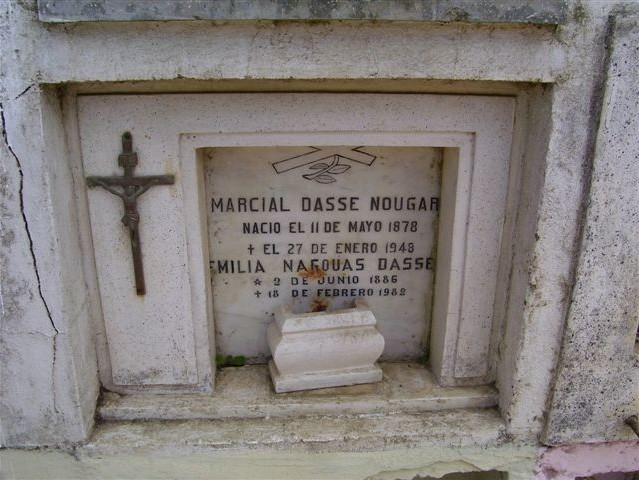 MARCIAL DASSE NOUGAR
NACIO EL 11 DE MAYO 1878
✝ EL 27 DE ENERO 1948
EMILIA NAGOUAS DASSE
☆ 2 DE JUNIO 1886
✝ 18 DE FEBRERO 1982